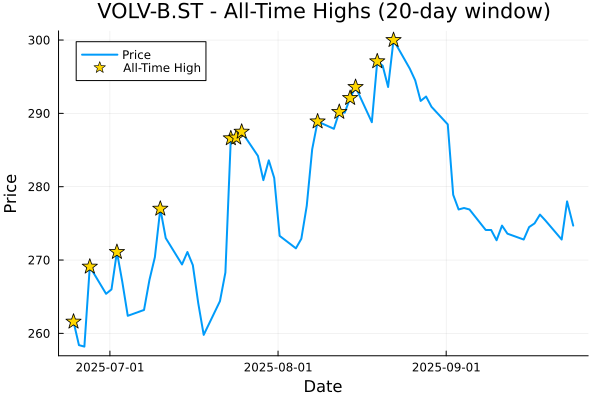 VOLV-B.ST - All-Time Highs (20-day window)
Price
All-Time High
300
290
280
270
260
Price
2025-07-01
2025-08-01
2025-09-01
Date